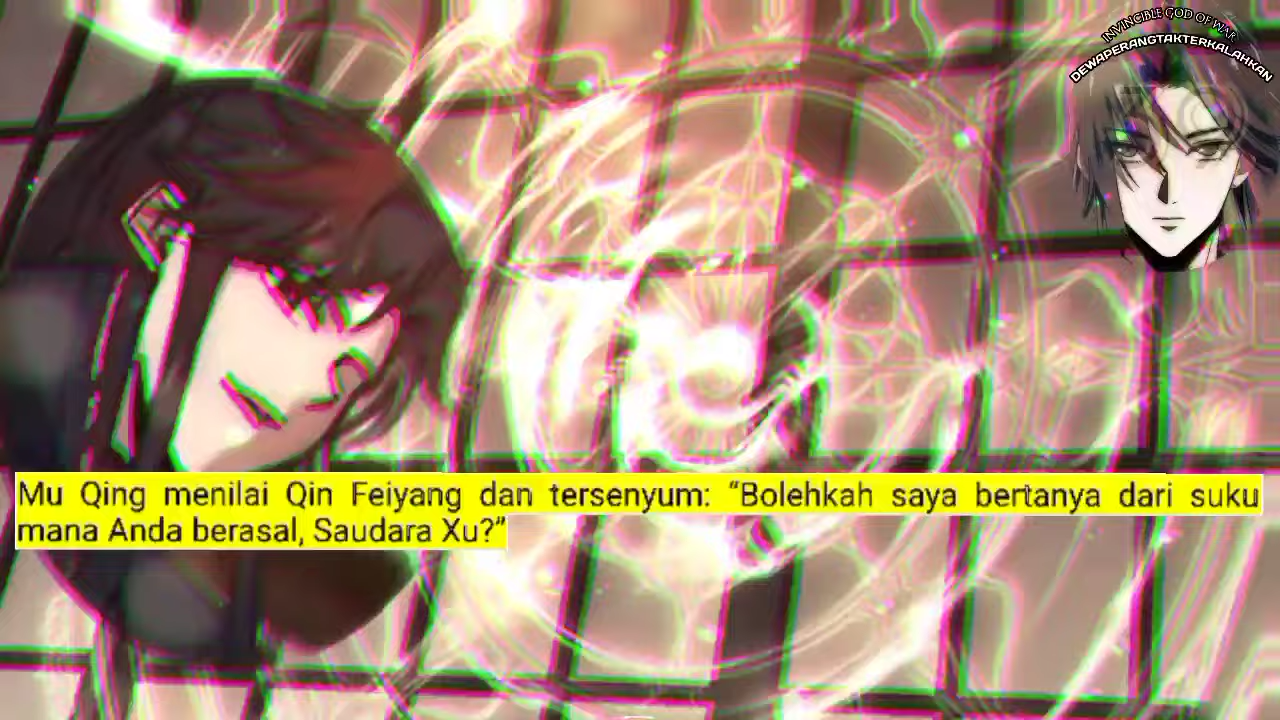 INVINCIBLE GOD OF WAR
DEWAPERANGTAKTERKALAHKAN
Mu Qing menilai Qin Feiyang dan tersenyum: “Bolehkah saya bertanya dari suku
mana Anda berasal, Saudara Xu?”